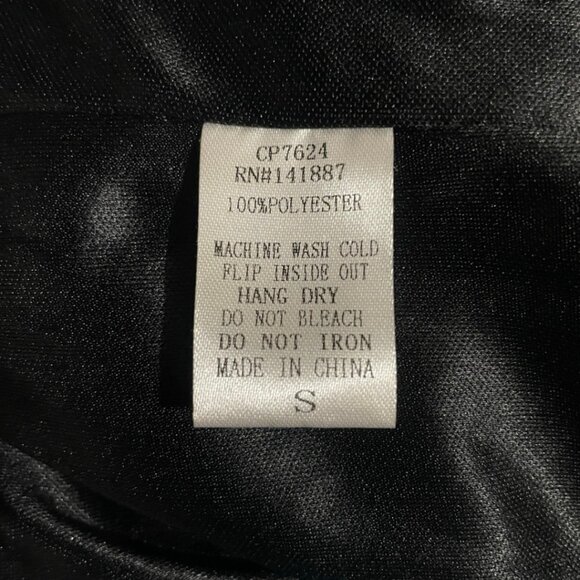 CP7624
RN#141887
100%POLYESTER
MACHINE WASH COLD
FLIP INSIDE OUT
HANG DRY
DO NOT BLEACH
DO NOT IRON
MADE IN CHINA
S